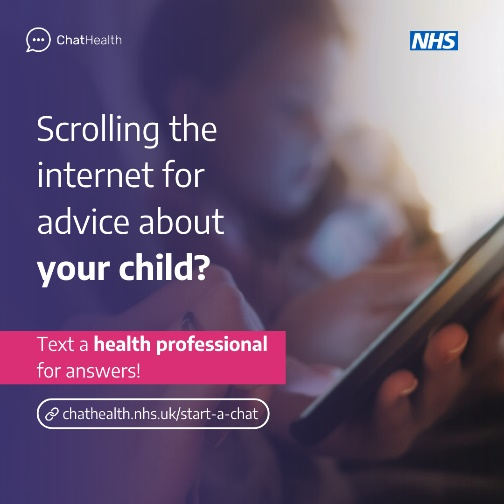 ChatHealth
NHS
Scrolling the
internet for
advice about
your child?
Text a health professional
for answers!
chathealth.nhs.uk/start-a-chat